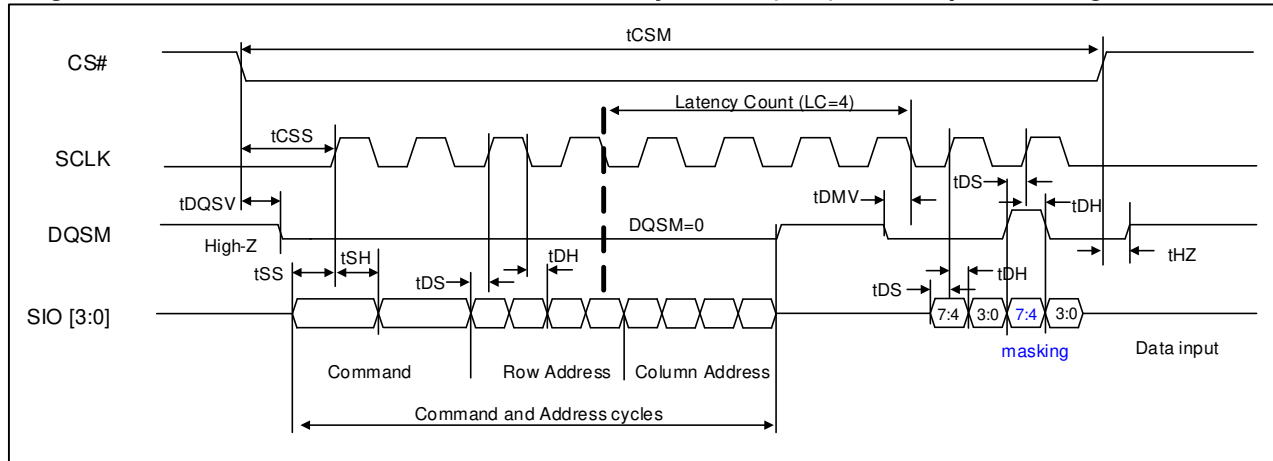 tCSM
CS#
Latency Count (LC=4)
tCSS
SCLK
tDS
tDQSV
tDMV
tDH
DQSM
DQSM=0
High-Z
tSS
tSH
tDH
tHZ
tDS
tDH
tDS
SIO [3:0]
7:4
3:0
7:4
3:0
masking
Data input
Command
Row Address
Column Address
Command and Address cycles